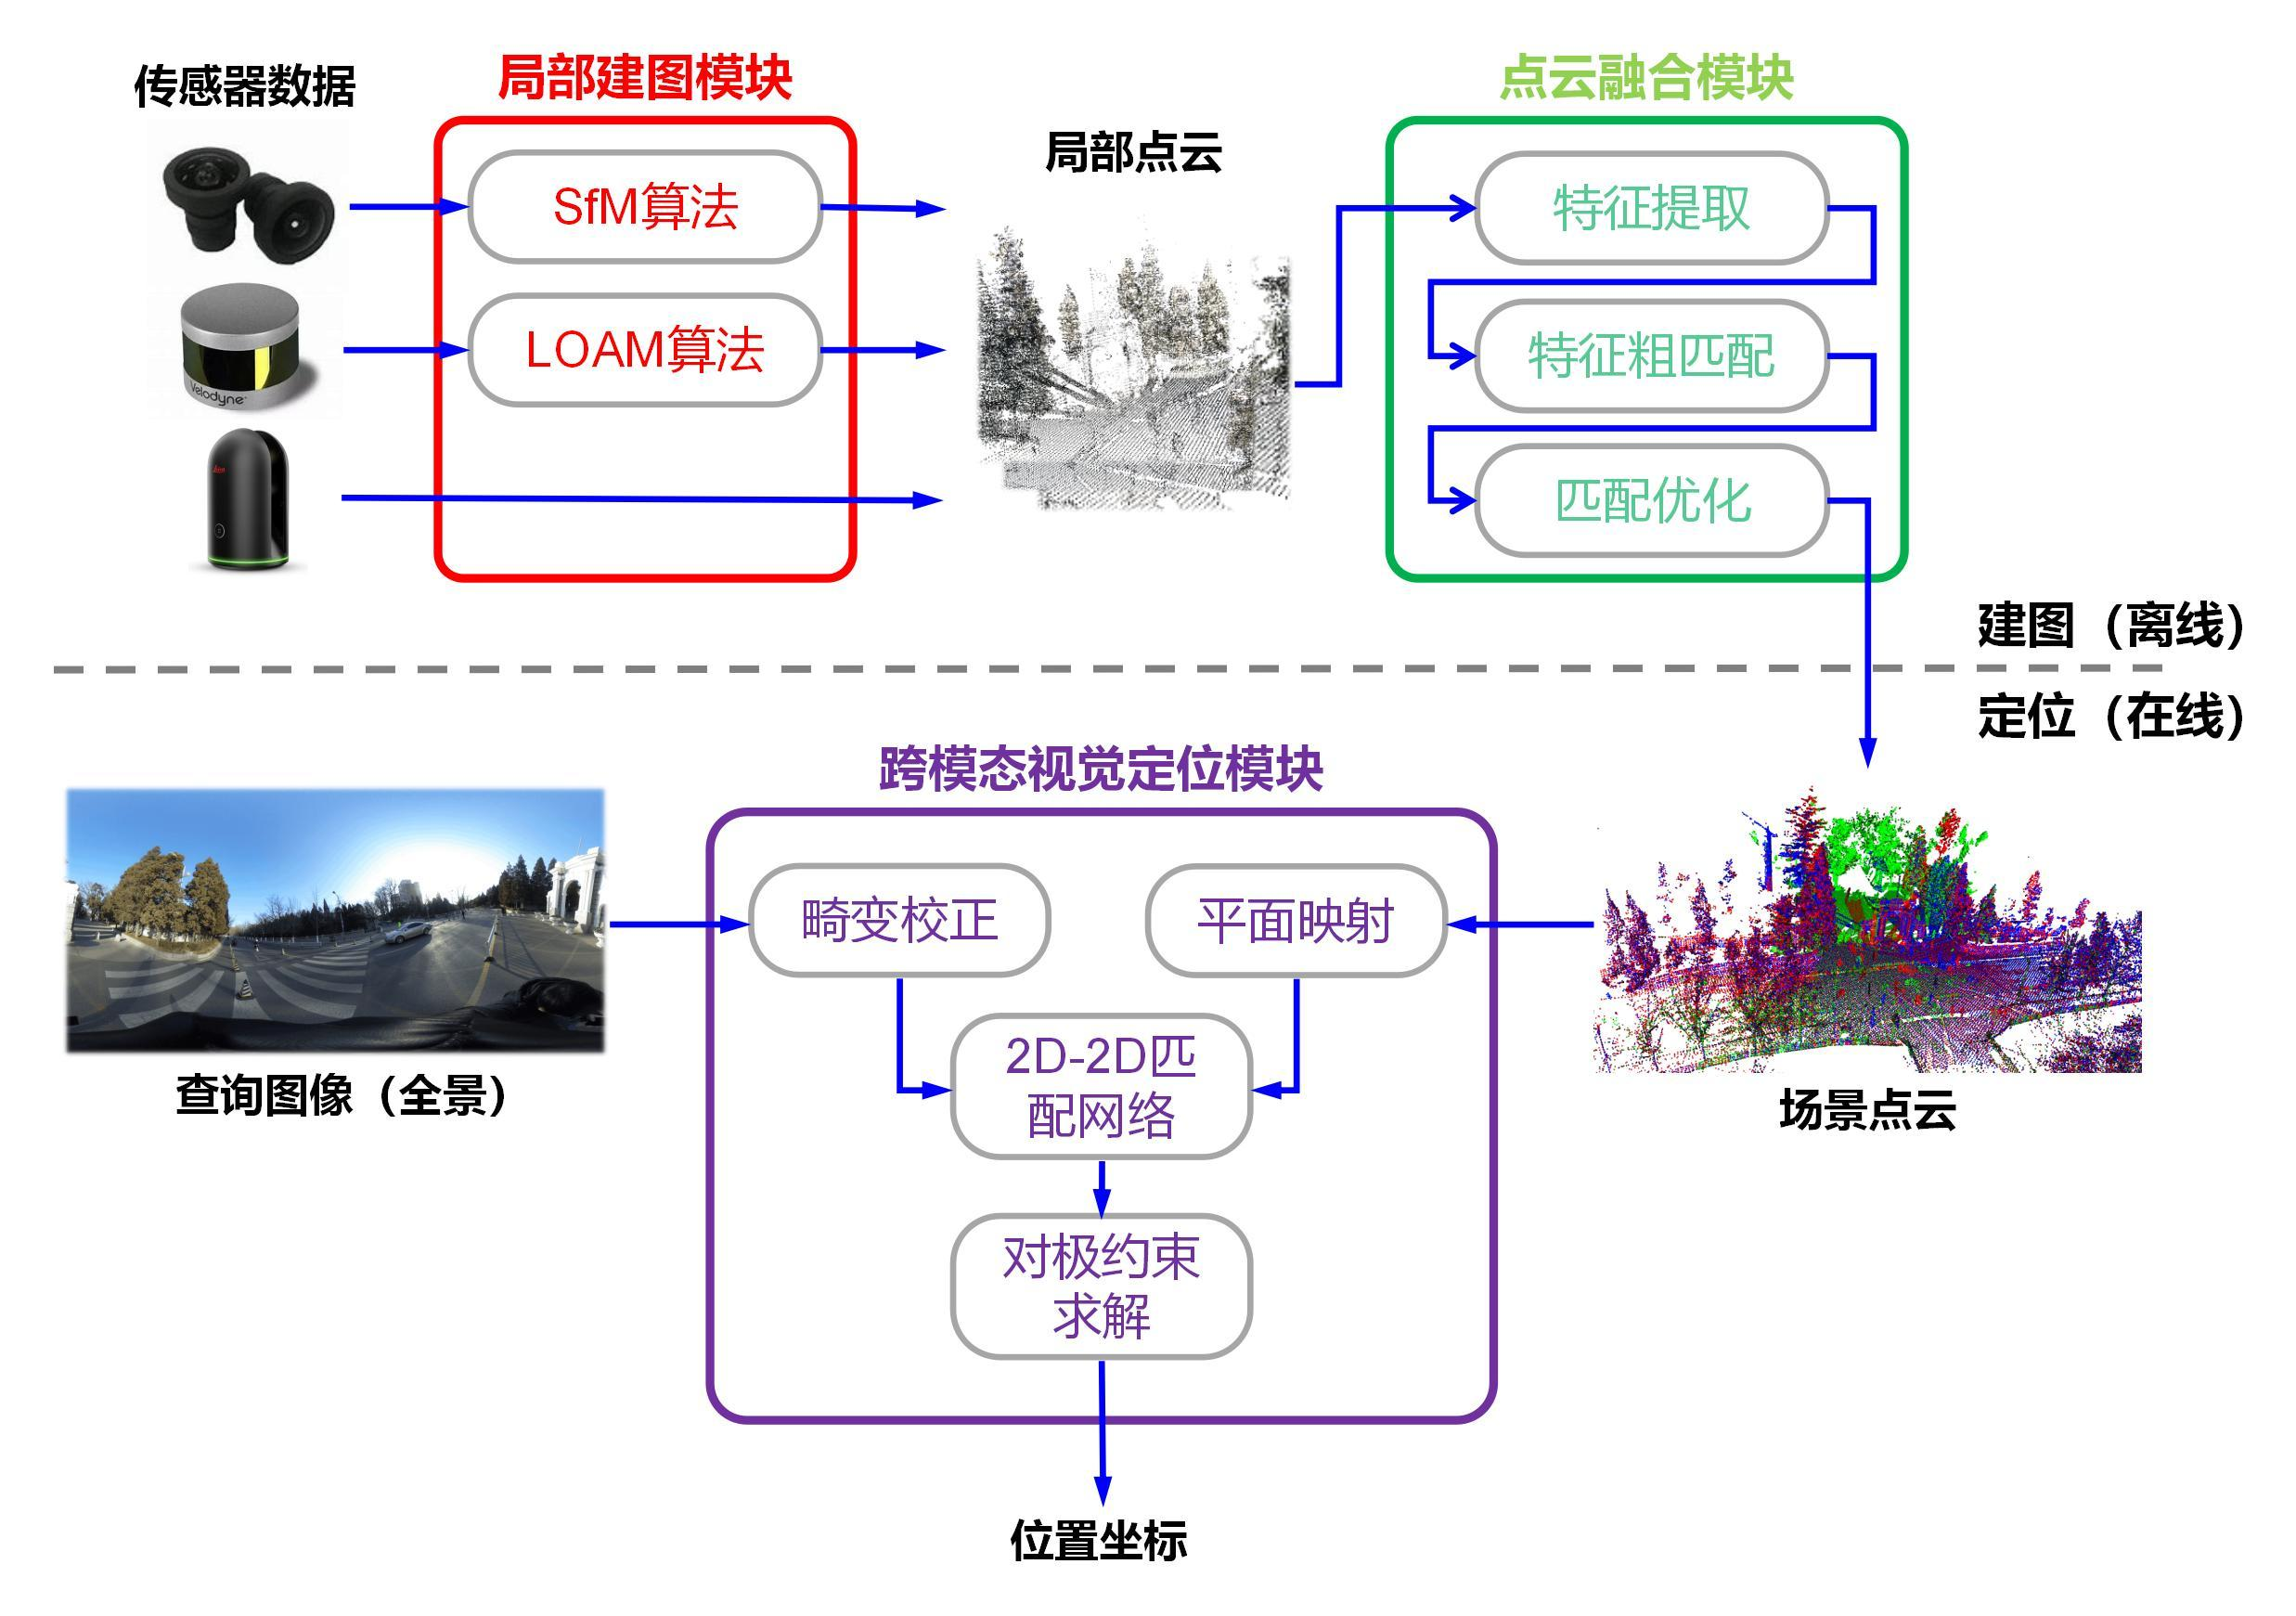 传感器数据
局部建图模块
点云融合模块
局部点云
SfM算法
特征提取
LOAM算法
特征粗匹配
Velodyne
匹配优化
建图（离线）
定位（在线）
跨模态视觉定位模块
畸变校正
平面映射
2D-2D匹
配网络
查询图像（全景）
场景点云
对极约束
求解
位置坐标